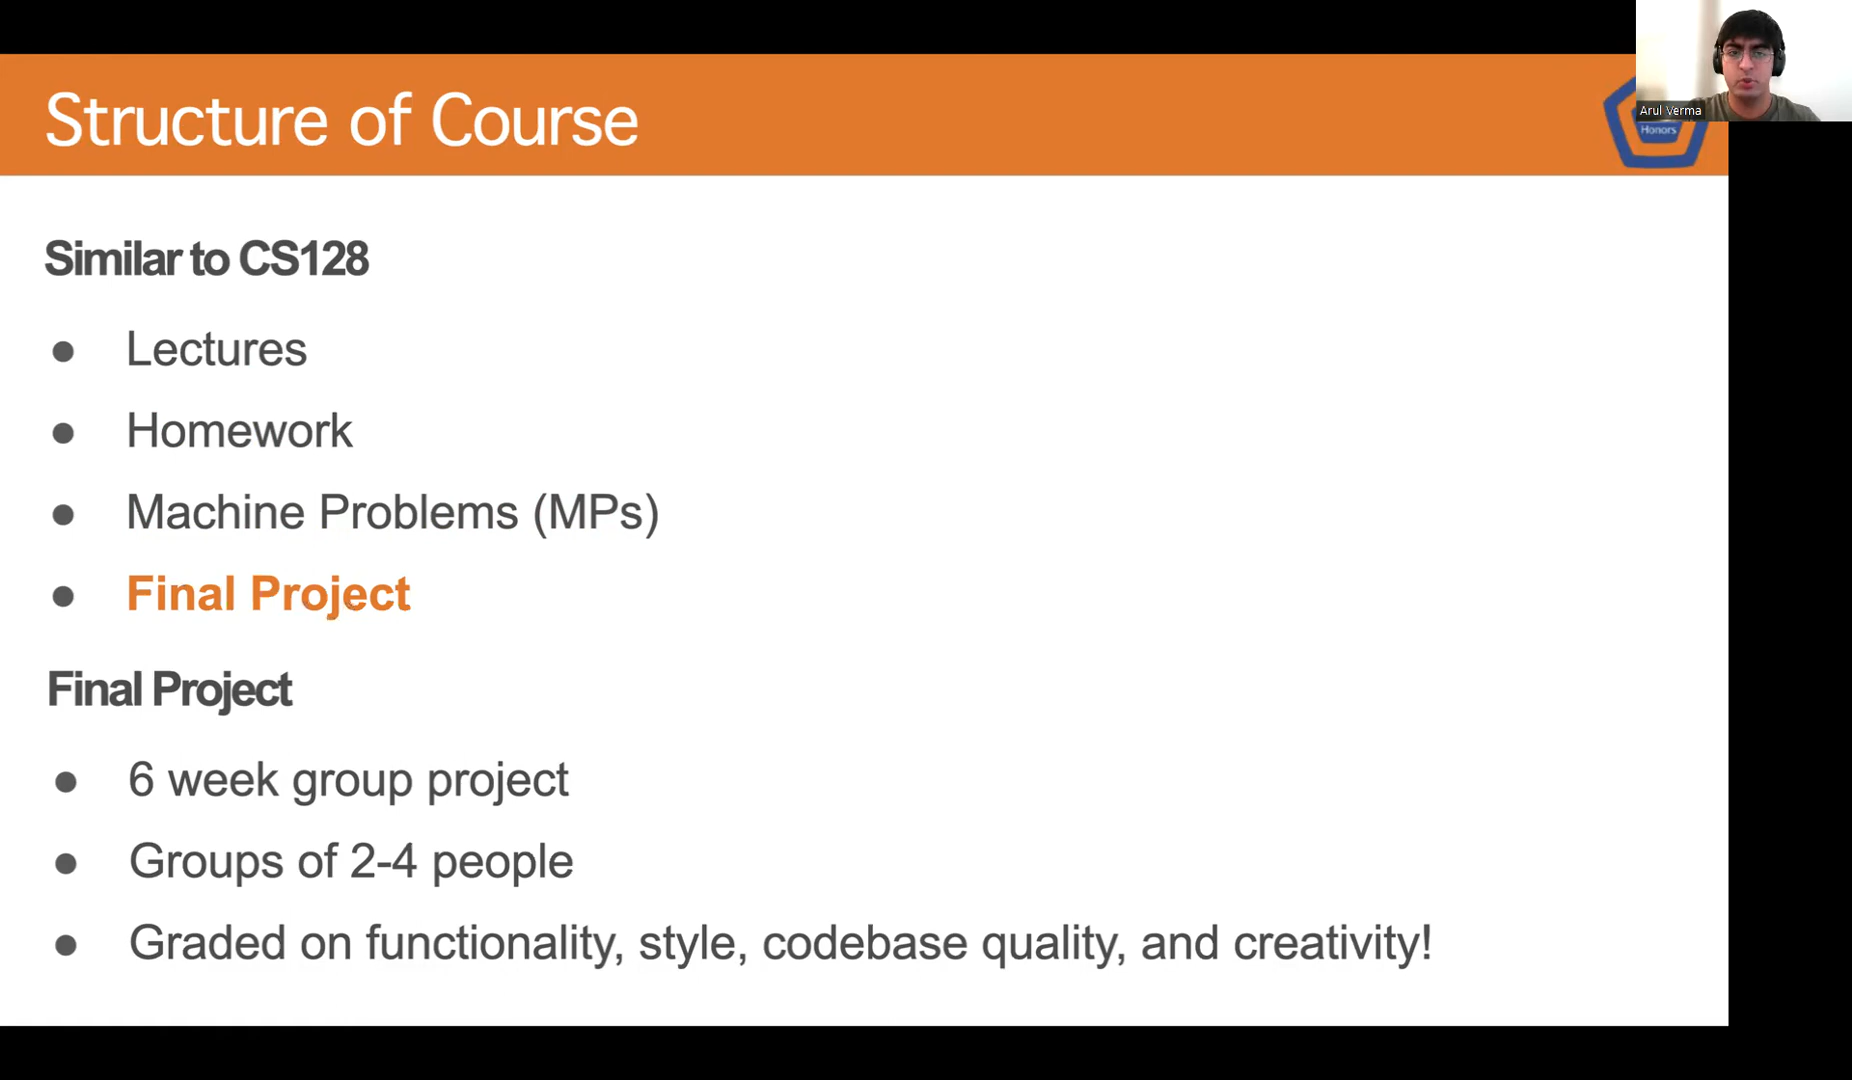 Structure of Course
Arul Verma
Honors
Similar to CS128
● Lectures
● Homework
● Machine Problems (MPs)
● Final Project
Final Project
● 6 week group project
● Groups of 2-4 people
● Graded on functionality, style, codebase quality, and creativity!